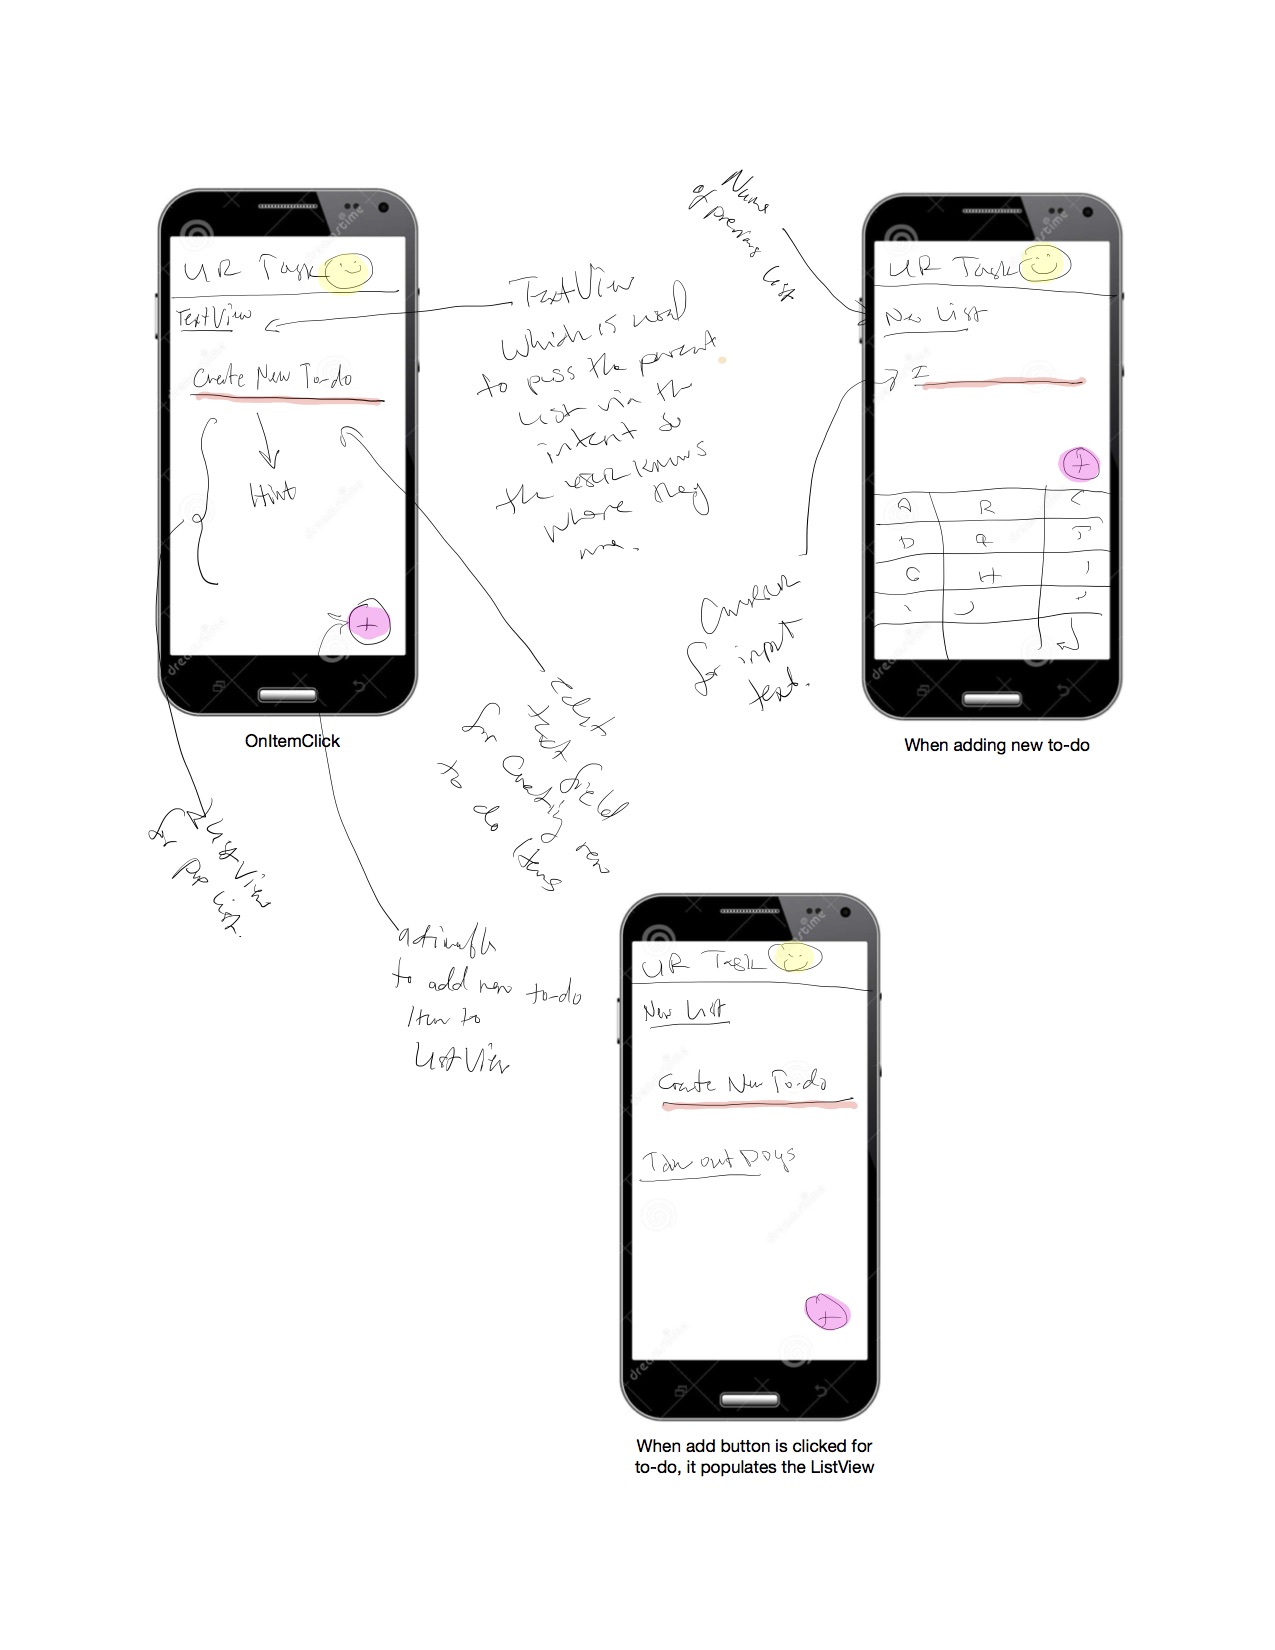 UR Task
TextView
Create New To-do
Hint
+
OnItemClick
TextView
which is used
to pass the parent
list via the
intent so
the user knows
where they
are.
Name
of previous list
UR Task
New List
I
+
A
D
G H
When adding new to-do
Cursor
for input
text.
text field
for creating new
to do items
ListView
for
list.
to add new to-do
Item to
ListView
UR Task
New List
Create New To-do
out Dogs
+
When add button is clicked for
to-do, it populates the ListView
dreamstime